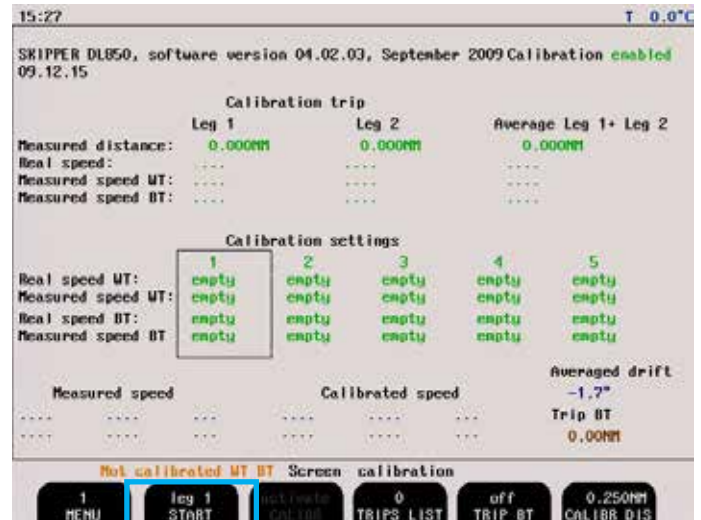 15:27 T 0.0°C
SKIPPER DL850, software version 04.02.03, September 2009 Calibration enabled
09.12.15
Calibration trip
Leg 1 Leg 2 Average Leg 1+ Leg 2
Measured distance: 0.000NM 0.000NM 0.000NM
Real speed: .... .... ....
Measured speed WT: .... .... ....
Measured speed BT: .... .... ....
Calibration settings
1 2 3 4 5
Real speed WT: empty empty empty empty empty
Measured speed WT: empty empty empty empty empty
Real speed BT: empty empty empty empty empty
Measured speed BT empty empty empty empty empty
Averaged drift
Measured speed Calibrated speed -1.7°
.... .... ... .... .... ... Trip BT
.... .... ... .... .... ... 0.00NM
Not calibrated WT BT Screen calibration
1 leg 1 activate 0 off 0.250NM
MENU START CALIBR TRIPS LIST TRIP BT CALIBR DIS